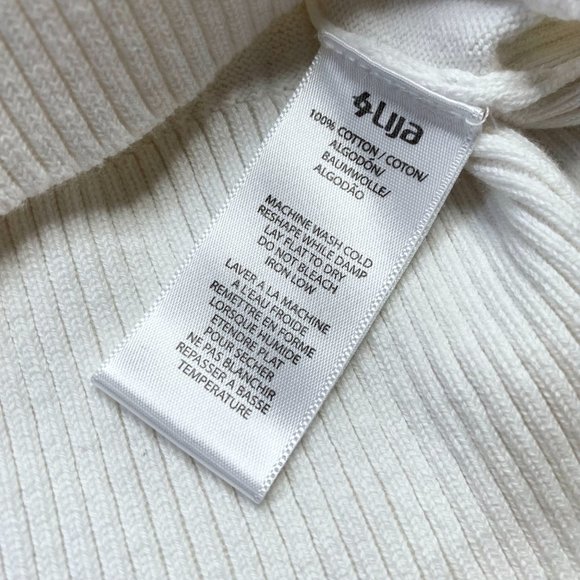 Lija
100% COTTON / COTON/
ALGODÓN/
BAUMWOLLE/
ALGODÃO
MACHINE WASH COLD
RESHAPE WHILE DAMP
LAY FLAT TO DRY
DO NOT BLEACH
IRON LOW
LAVER A LA MACHINE
A L'EAU FROIDE
REMETTRE EN FORME
LORSQUE HUMIDE
ETENDRE PLAT
POUR SECHER
NE PAS BLANCHIR
REPASSER A BASSE
TEMPERATURE